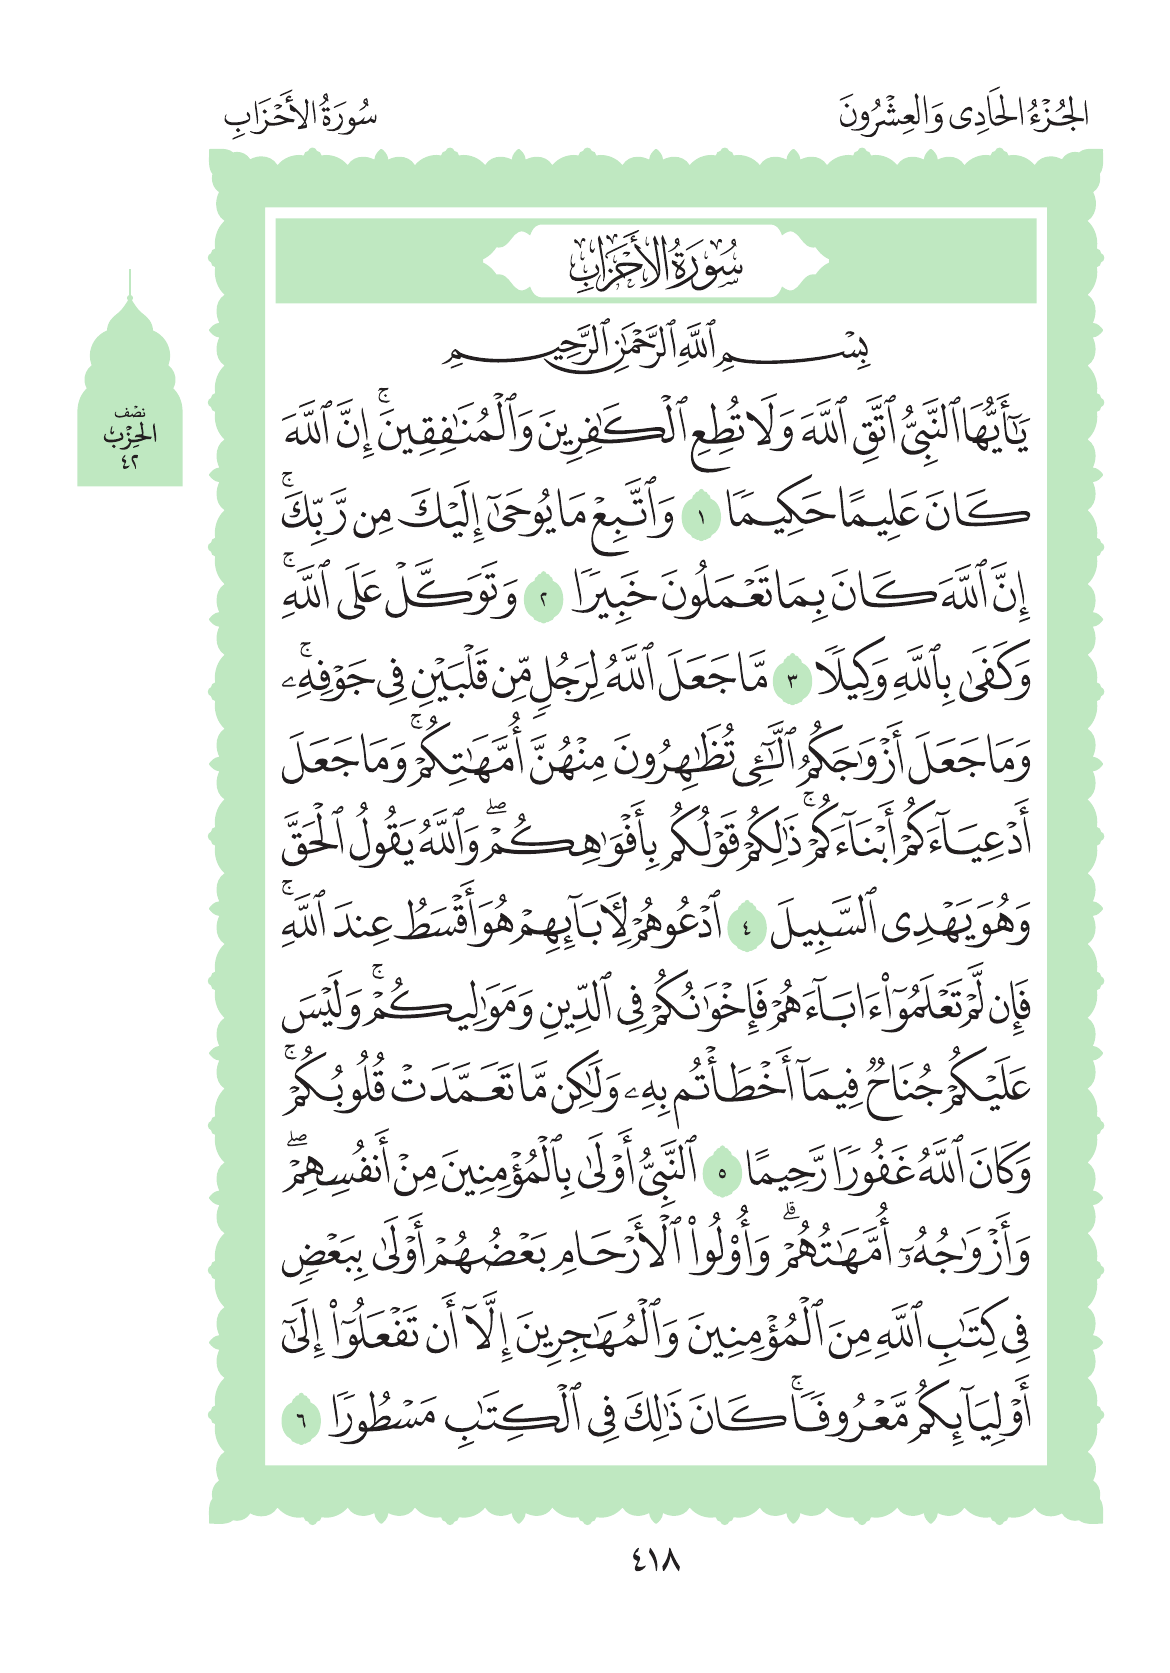 الجُزْءُ الحَادِى وَالعِشْرُونَ
سُورَةُ الأَحْزَابِ
سُورَةُ الأَحْزَابِ
بِسْمِ ٱللَّهِ ٱلرَّحْمَٰنِ ٱلرَّحِيمِ
يَٰٓأَيُّهَا ٱلنَّبِىُّ ٱتَّقِ ٱللَّهَ وَلَا تُطِعِ ٱلْكَٰفِرِينَ وَٱلْمُنَٰفِقِينَۚ إِنَّ ٱللَّهَ
كَانَ عَلِيمًا حَكِيمًا ١ وَٱتَّبِعْ مَا يُوحَىٰٓ إِلَيْكَ مِن رَّبِّكَۚ
إِنَّ ٱللَّهَ كَانَ بِمَا تَعْمَلُونَ خَبِيرًا ٢ وَتَوَكَّلْ عَلَى ٱللَّهِۚ
وَكَفَىٰ بِٱللَّهِ وَكِيلًا ٣ مَّا جَعَلَ ٱللَّهُ لِرَجُلٍ مِّن قَلْبَيْنِ فِى جَوْفِهِۦۚ
وَمَا جَعَلَ أَزْوَٰجَكُمُ ٱلَّٰٓـِٔى تُظَٰهِرُونَ مِنْهُنَّ أُمَّهَٰتِكُمْۚ وَمَا جَعَلَ
أَدْعِيَآءَكُمْ أَبْنَآءَكُمْۚ ذَٰلِكُمْ قَوْلُكُم بِأَفْوَٰهِكُمْۖ وَٱللَّهُ يَقُولُ ٱلْحَقَّ
وَهُوَ يَهْدِى ٱلسَّبِيلَ ٤ ٱدْعُوهُمْ لِأَبَآئِهِمْ هُوَ أَقْسَطُ عِندَ ٱللَّهِۚ
فَإِن لَّمْ تَعْلَمُوٓا۟ ءَابَآءَهُمْ فَإِخْوَٰنُكُمْ فِى ٱلدِّينِ وَمَوَٰلِيكُمْۚ وَلَيْسَ
عَلَيْكُمْ جُنَاحٌ فِيمَآ أَخْطَأْتُم بِهِۦ وَلَٰكِن مَّا تَعَمَّدَتْ قُلُوبُكُمْۚ
وَكَانَ ٱللَّهُ غَفُورًا رَّحِيمًا ٥ ٱلنَّبِىُّ أَوْلَىٰ بِٱلْمُؤْمِنِينَ مِنْ أَنفُسِهِمْۖ
وَأَزْوَٰجُهُۥٓ أُمَّهَٰتُهُمْۗ وَأُو۟لُوا۟ ٱلْأَرْحَامِ بَعْضُهُمْ أَوْلَىٰ بِبَعْضٍ
فِى كِتَٰبِ ٱللَّهِ مِنَ ٱلْمُؤْمِنِينَ وَٱلْمُهَٰجِرِينَ إِلَّآ أَن تَفْعَلُوٓا۟ إِلَىٰٓ
أَوْلِيَآئِكُم مَّعْرُوفًاۚ كَانَ ذَٰلِكَ فِى ٱلْكِتَٰبِ مَسْطُورًا ٦
نصْف
الحِزْبْ
٤٢
٤١٨